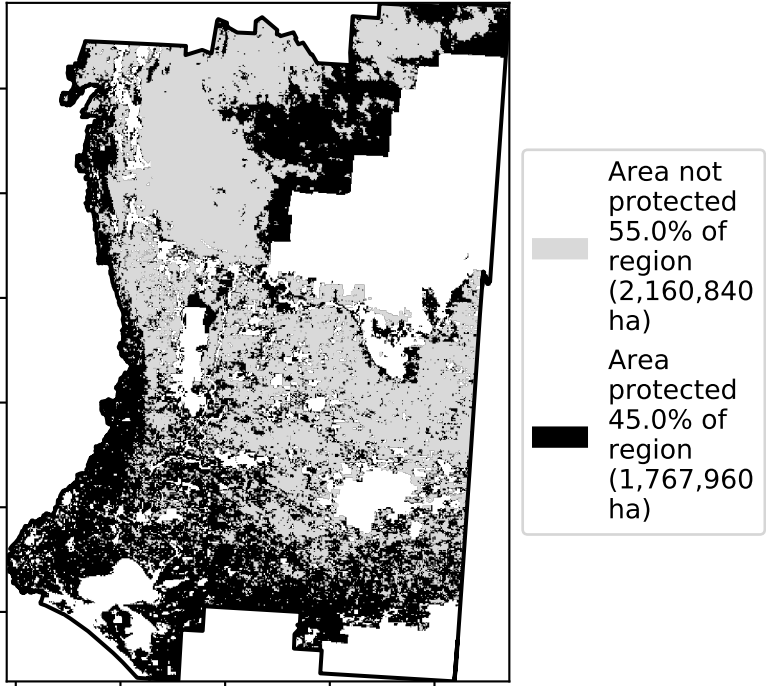 Area not
protected
55.0% of
region
(2,160,840
ha)
Area
protected
45.0% of
region
(1,767,960
ha)